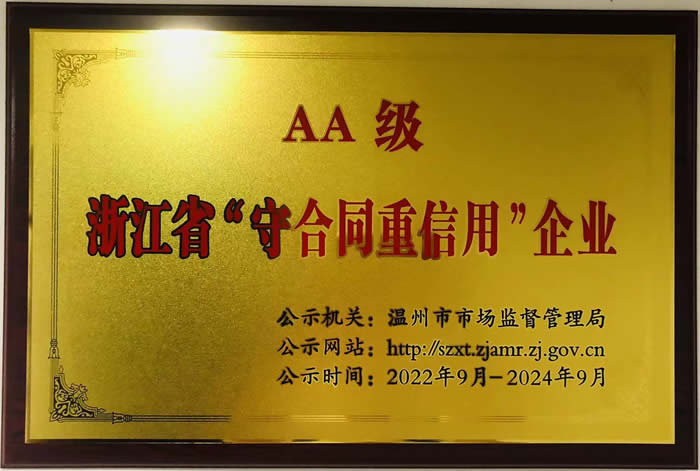 AA 级
浙江省“守合同重信用”企业
公示机关：温州市市场监督管理局
公示网站：http://szxt.zjamr.zj.gov.cn
公示时间：2022年9月－2024年9月